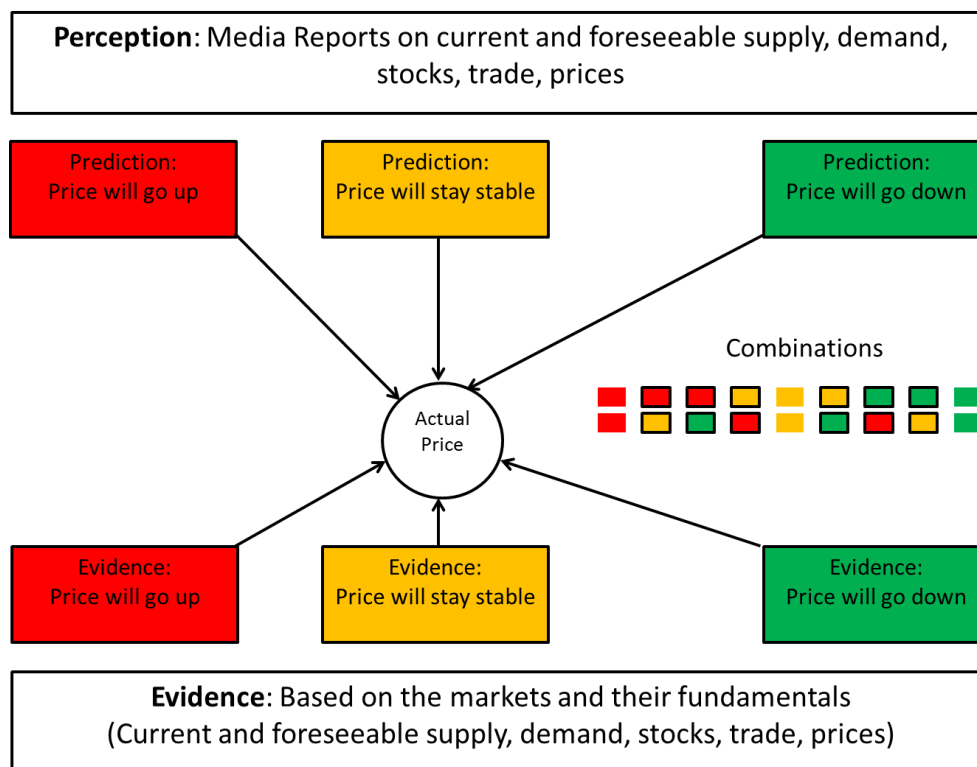 Perception: Media Reports on current and foreseeable supply, demand,
stocks, trade, prices
Prediction:
Price will go up
Prediction:
Price will stay stable
Prediction:
Price will go down
Combinations
Actual
Price
Evidence:
Price will go up
Evidence:
Price will stay stable
Evidence:
Price will go down
Evidence: Based on the markets and their fundamentals
(Current and foreseeable supply, demand, stocks, trade, prices)